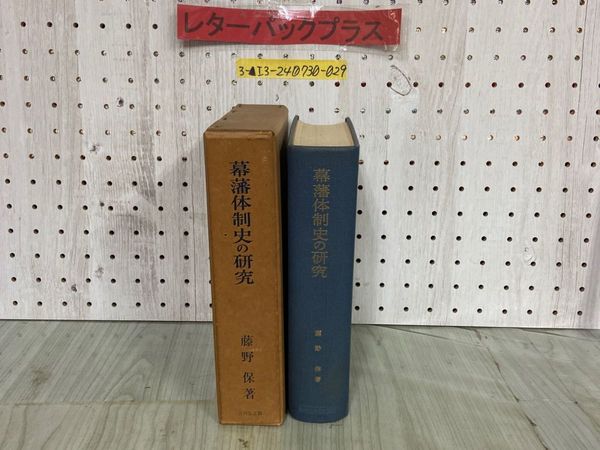 レターパックプラス
3-▲I3-240730-029
幕藩体制史の研究
藤野 保著
幕藩体制史の研究
藤野 保著